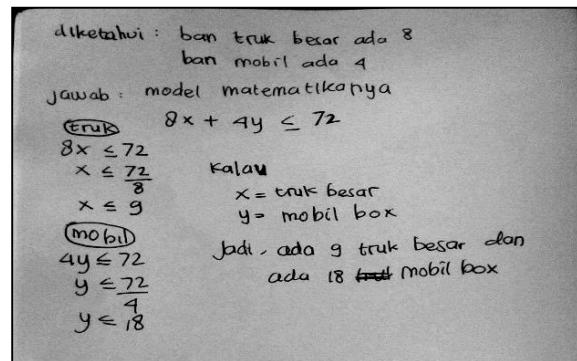 diketahui : ban truk besar ada 8
ban mobil ada 4
Jawab : model matematikanya
8x + 4y ≤ 72
truk
8x ≤ 72
x ≤ 72/8
x ≤ 9
mobil
4y ≤ 72
y ≤ 72/4
y ≤ 18
Kalau
x = truk besar
y = mobil box
Jadi, ada 9 truk besar dan
ada 18 mobil box